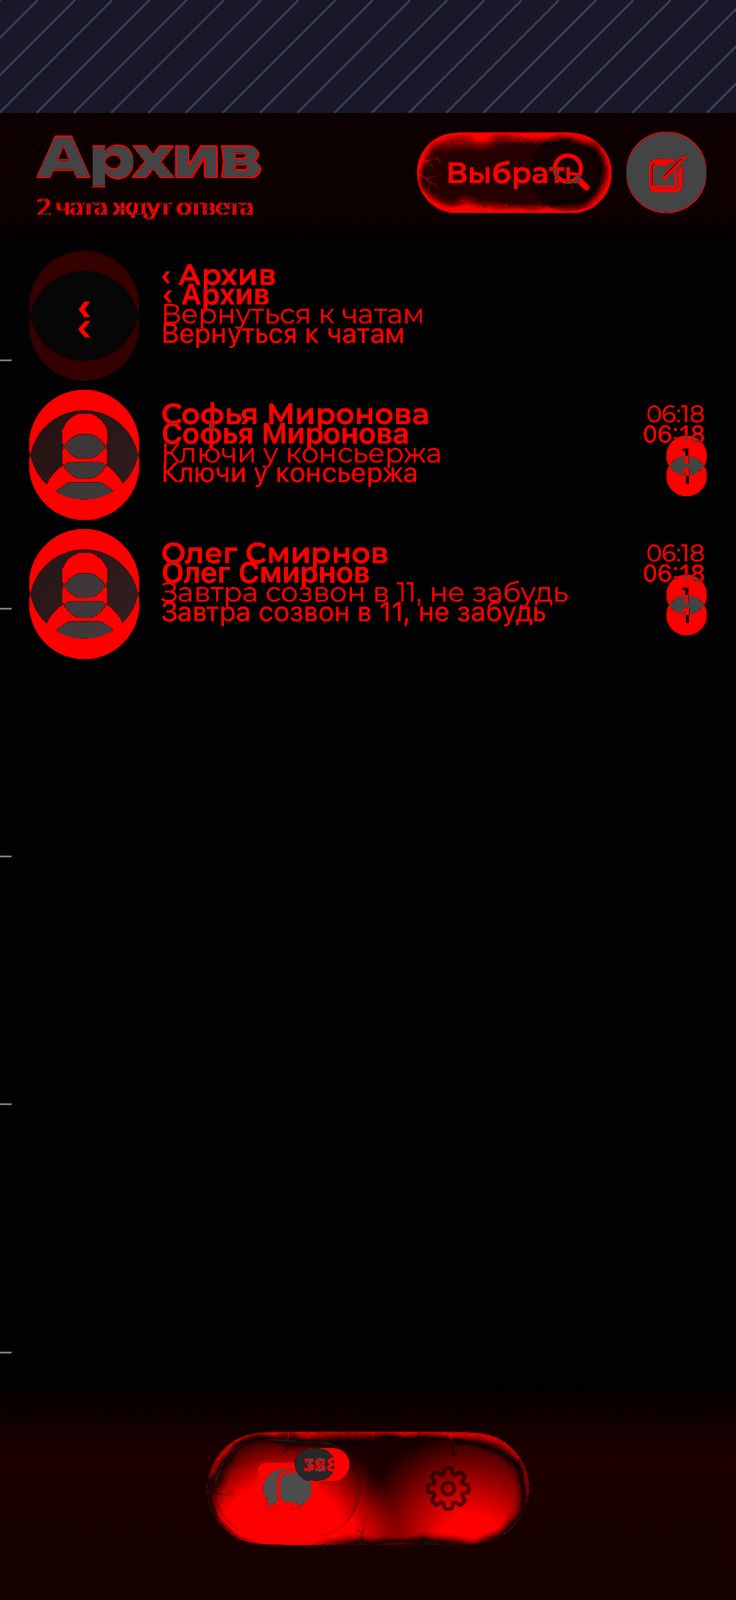 Архив
Выбрать
2 чата ждут ответа
‹ Архив
‹ Архив
Вернуться к чатам
Вернуться к чатам
Софья Миронова 06:18
Софья Миронова 06:18
Ключи у консьержа 1
Ключи у консьержа 1
Олег Смирнов 06:18
Олег Смирнов 06:18
Завтра созвон в 11, не забудь 1
Завтра созвон в 11, не забудь 1